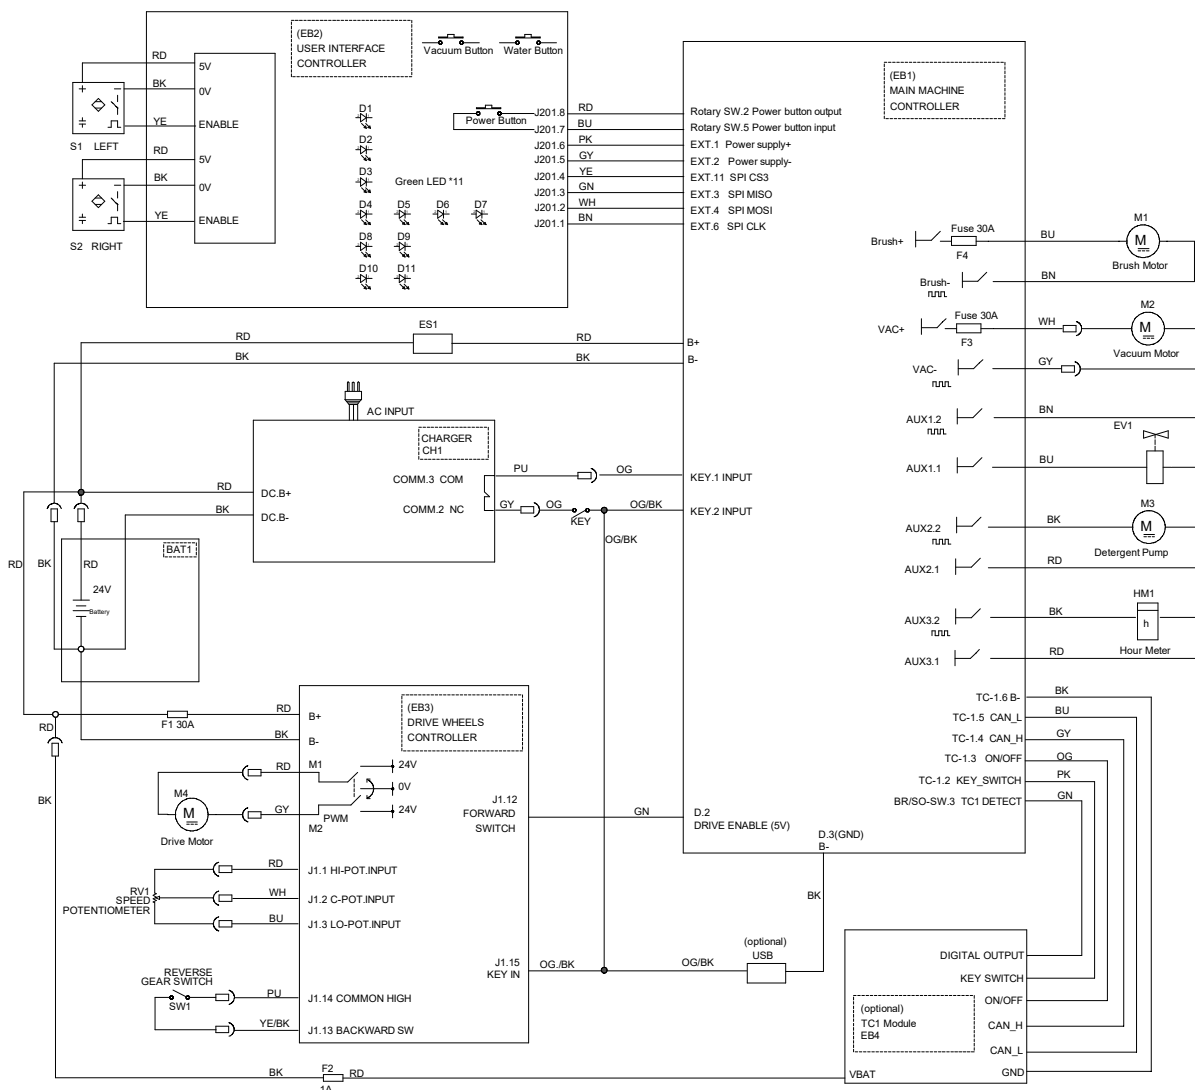 (EB2)
USER INTERFACE
CONTROLLER
Vacuum Button
Water Button
Power Button
RD
BK
YE
5V
0V
ENABLE
S1 LEFT
RD
BK
YE
5V
0V
ENABLE
S2 RIGHT
D1
D2
D3
Green LED *11
D4 D5 D6 D7
D8 D9
D10 D11
J201.8 RD Rotary SW.2 Power button output
J201.7 BU Rotary SW.5 Power button input
J201.6 PK EXT.1 Power supply+
J201.5 GY EXT.2 Power supply-
J201.4 YE EXT.11 SPI CS3
J201.3 GN EXT.3 SPI MISO
J201.2 WH EXT.4 SPI MOSI
J201.1 BN EXT.6 SPI CLK
(EB1)
MAIN MACHINE
CONTROLLER
Brush+ Fuse 30A F4 BU M1
M
Brush Motor
Brush- BN
VAC+ Fuse 30A F3 WH M2
M
Vacuum Motor
VAC- GY
AUX1.2 BN
EV1
AUX1.1 BU
AUX2.2 BK M3
M
Detergent Pump
AUX2.1 RD
AUX3.2 BK HM1
h
Hour Meter
AUX3.1 RD
RD ES1 RD B+
BK BK B-
AC INPUT
CHARGER
CH1
RD DC.B+
BK DC.B-
COMM.3 COM PU OG KEY.1 INPUT
COMM.2 NC GY OG KEY OG/BK KEY.2 INPUT
OG/BK
RD BK RD
BAT1
24V
Battery
RD
F1 30A
RD B+
BK B-
(EB3)
DRIVE WHEELS
CONTROLLER
RD M1
24V
0V
24V
M4
M
Drive Motor
GY PWM
M2
J1.12
FORWARD
SWITCH
GN
D.2
DRIVE ENABLE (5V)
D.3(GND)
B-
BK
RD J1.1 HI-POT.INPUT
RV1
SPEED
POTENTIOMETER
WH J1.2 C-POT.INPUT
BU J1.3 LO-POT.INPUT
J1.15
KEY IN
OG./BK
OG/BK
(optional)
USB
REVERSE
GEAR SWITCH
SW1
PU J1.14 COMMON HIGH
YE/BK J1.13 BACKWARD SW
BK
BK F2 RD
1A
TC-1.6 B- BK
TC-1.5 CAN_L BU
TC-1.4 CAN_H GY
TC-1.3 ON/OFF OG
TC-1.2 KEY_SWITCH PK
BR/SO-SW.3 TC1 DETECT GN
DIGITAL OUTPUT
KEY SWITCH
ON/OFF
CAN_H
CAN_L
GND
(optional)
TC1 Module
EB4
VBAT